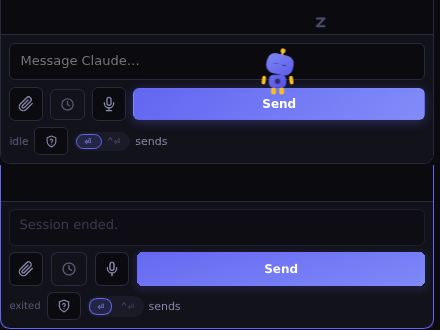 z
Message Claude...
Send
idle
⏎ ^⏎ sends
Session ended.
Send
exited
⏎ ^⏎ sends